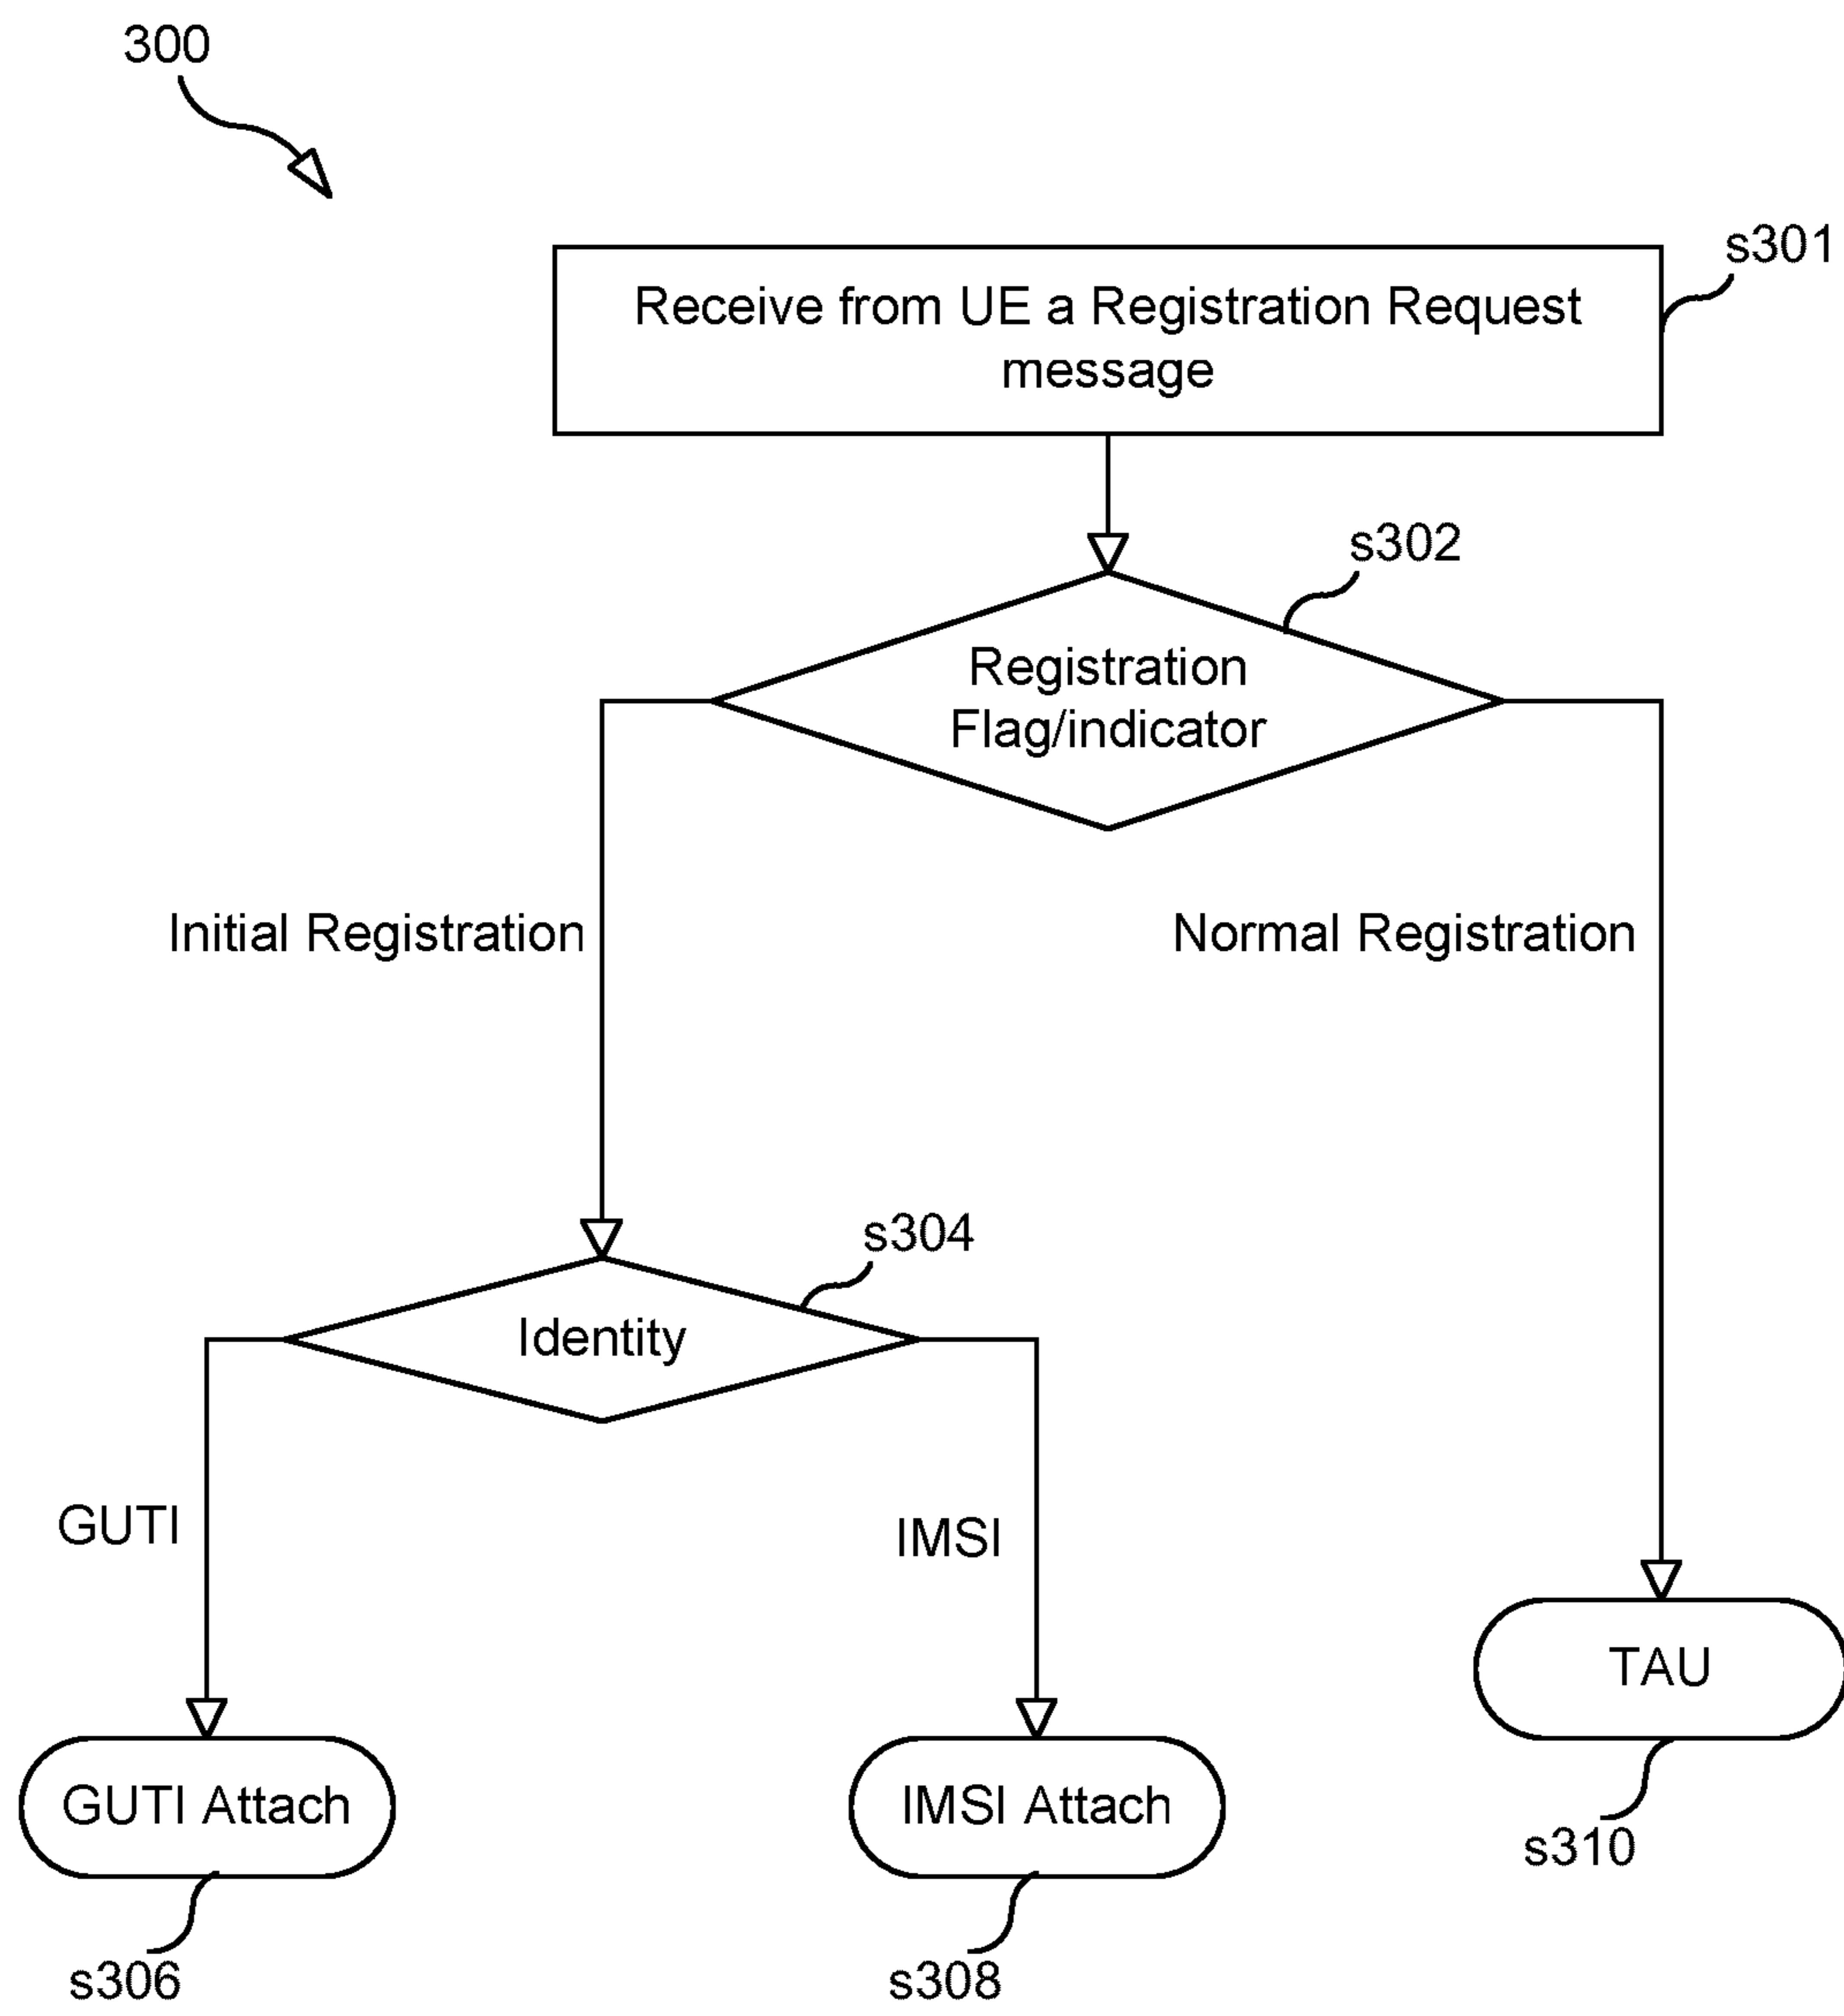 300
s301
Receive from UE a Registration Request
message
s302
Registration
Flag/indicator
Initial Registration
Normal Registration
s304
Identity
GUTI
IMSI
TAU
GUTI Attach
IMSI Attach
s310
s306
s308